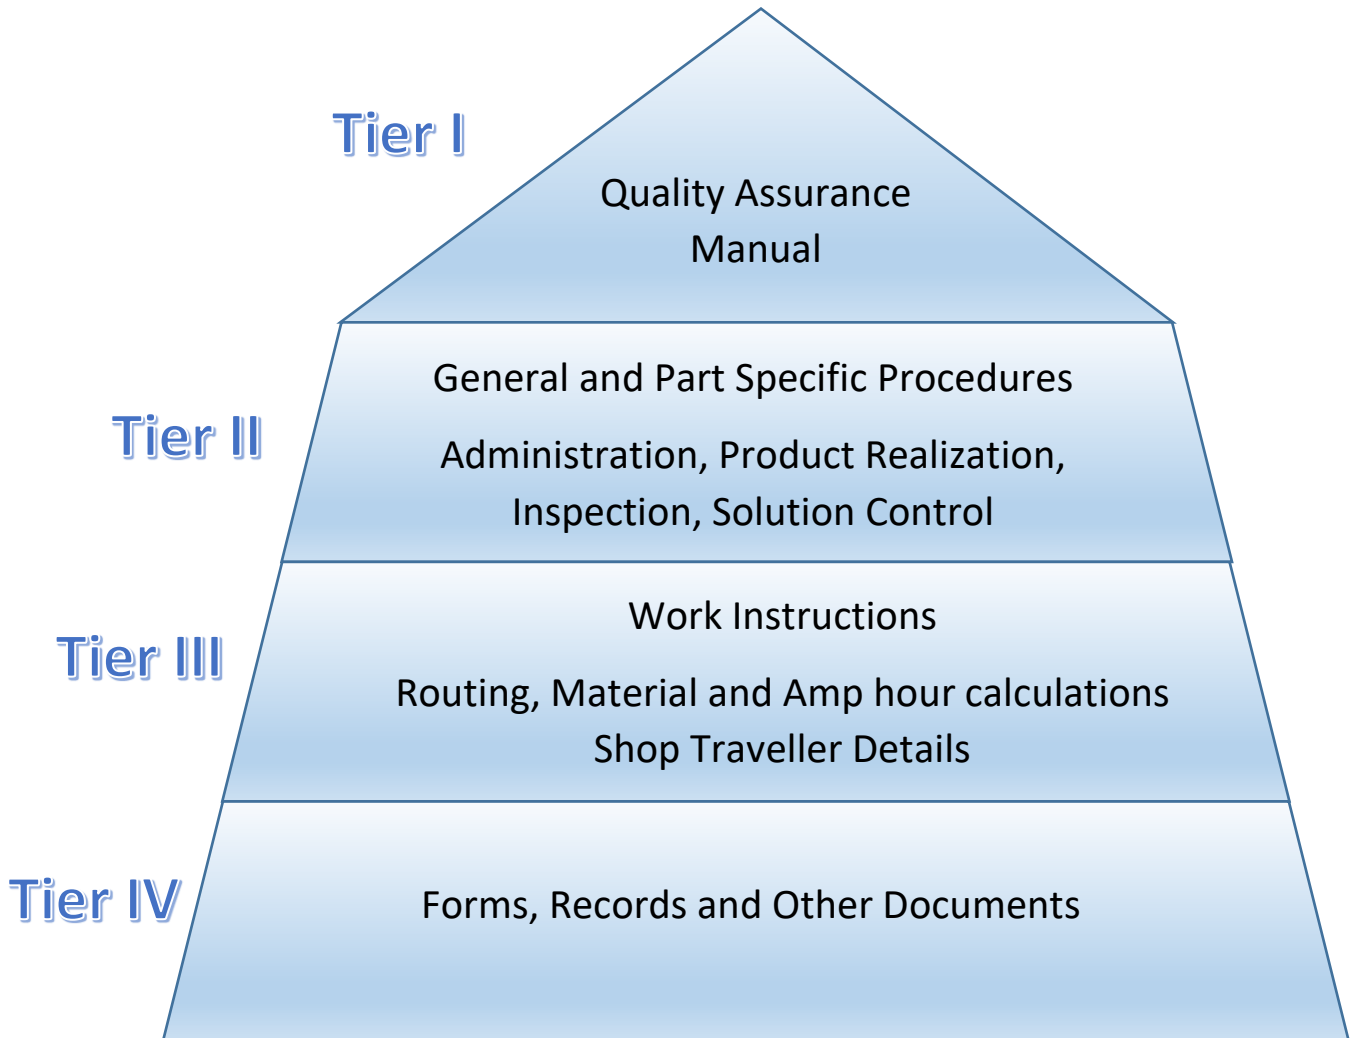 Tier I
Quality Assurance
Manual
Tier II
General and Part Specific Procedures
Administration, Product Realization,
Inspection, Solution Control
Tier III
Work Instructions
Routing, Material and Amp hour calculations
Shop Traveller Details
Tier IV
Forms, Records and Other Documents